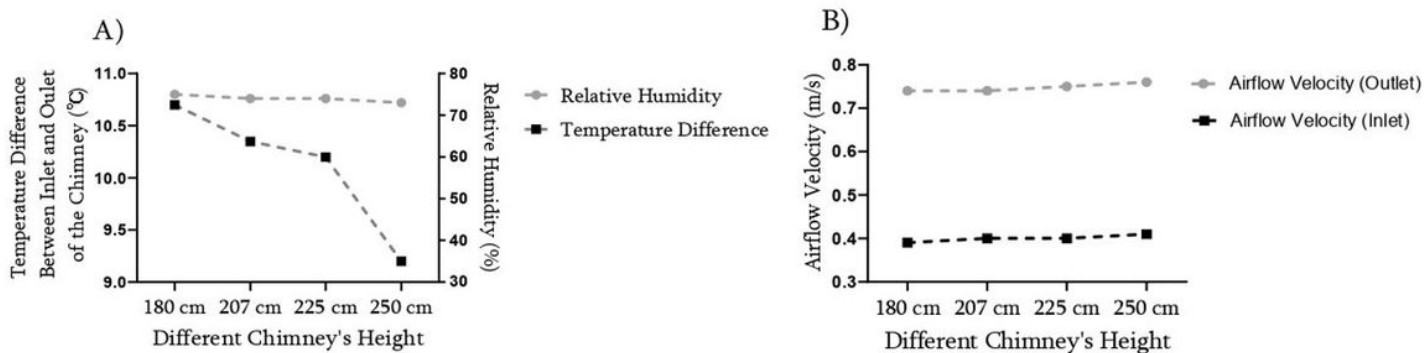 A)
Temperature Difference
Between Inlet and Oulet
of the Chimney (℃)
11.0
10.5
10.0
9.5
9.0
80
70
60
50
40
30
Relative Humidity (%)
180 cm 207 cm 225 cm 250 cm
Different Chimney's Height
Relative Humidity
Temperature Difference
B)
Airflow Velocity (m/s)
0.8
0.7
0.6
0.5
0.4
0.3
180 cm 207 cm 225 cm 250 cm
Different Chimney's Height
Airflow Velocity (Outlet)
Airflow Velocity (Inlet)